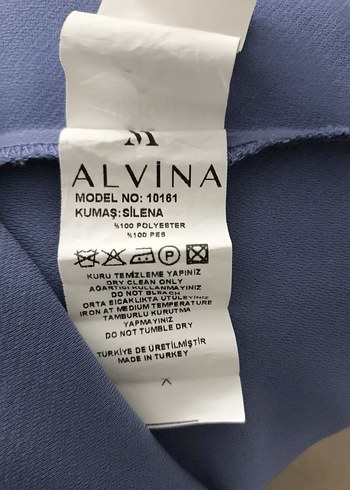 M
ALVİNA
MODEL NO: 10161
KUMAŞ:SİLENA
%100 POLYESTER
%100 PES
P
KURU TEMİZLEME YAPINIZ
DRY CLEAN ONLY
AĞARTICI KULLANMAYINIZ
DO NOT BLEACH
ORTA SICAKLIKTA ÜTÜLEYİNİZ
IRON AT MEDIUM TEMPERATURE
TAMBURLU KURUTMA
YAPMAYINIZ
DO NOT TUMBLE DRY
TÜRKİYE DE ÜRETİLMİŞTİR
MADE IN TURKEY